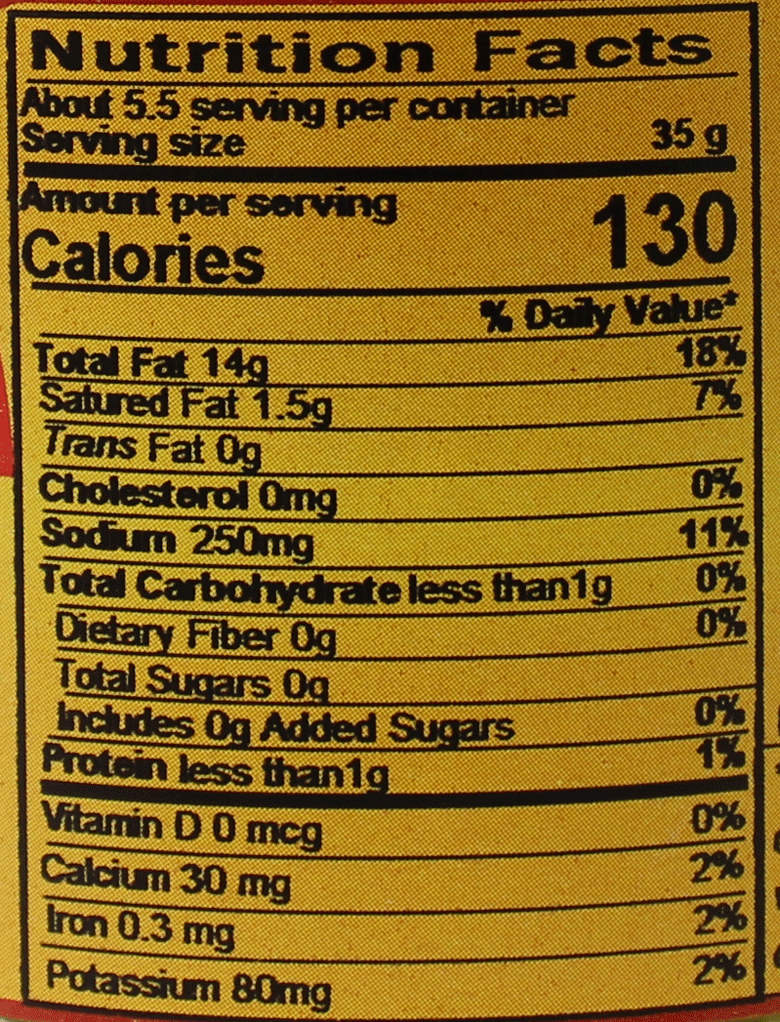 Nutrition Facts
About 5.5 serving per container
Serving size 35 g
Amount per serving
Calories 130
% Daily Value*
Total Fat 14g 18%
Satured Fat 1.5g 7%
Trans Fat 0g
Cholesterol 0mg 0%
Sodium 250mg 11%
Total Carbohydrate less than1g 0%
Dietary Fiber 0g 0%
Total Sugars 0g
Includes 0g Added Sugars 0%
Protein less than1g 1%
Vitamin D 0 mcg 0%
Calcium 30 mg 2%
Iron 0.3 mg 2%
Potassium 80mg 2%